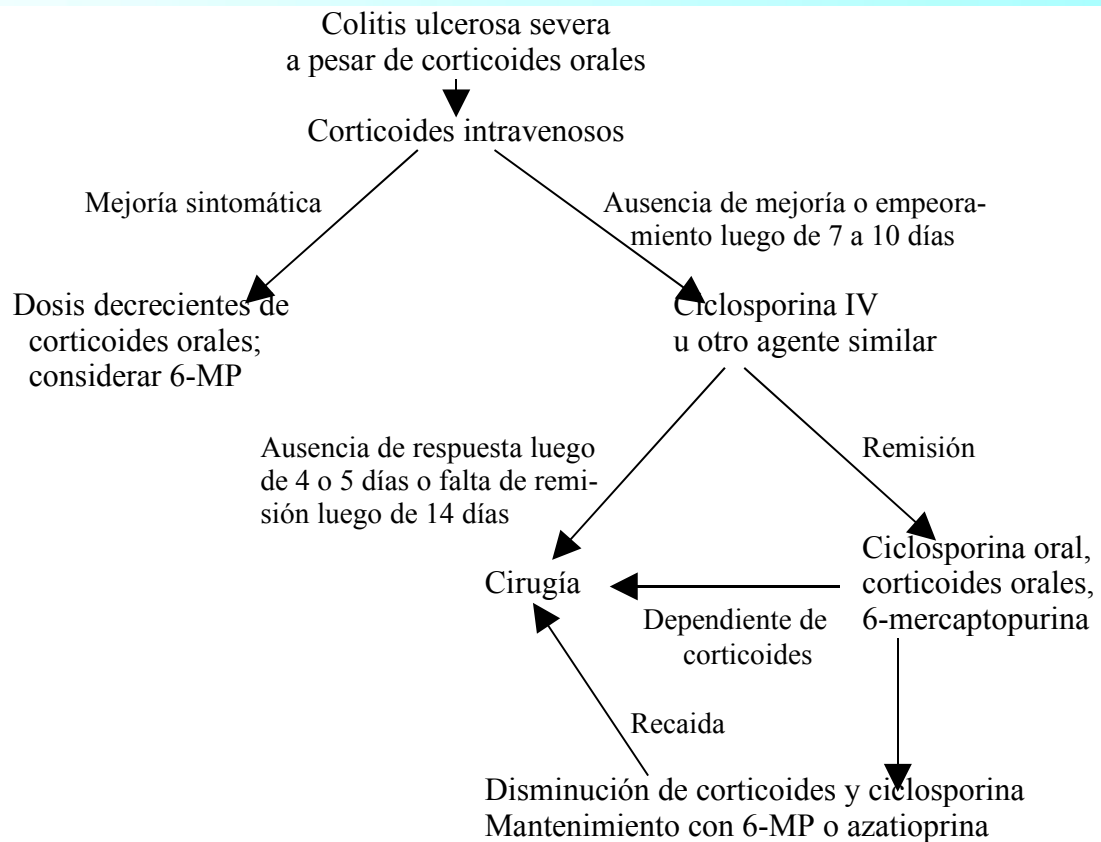 Colitis ulcerosa severa
a pesar de corticoides orales
Corticoides intravenosos
Mejoría sintomática
Ausencia de mejoría o empeora-
miento luego de 7 a 10 días
Dosis decrecientes de
corticoides orales;
considerar 6-MP
Ciclosporina IV
u otro agente similar
Ausencia de respuesta luego
de 4 o 5 días o falta de remi-
sión luego de 14 días
Remisión
Cirugía
Ciclosporina oral,
corticoides orales,
6-mercaptopurina
Dependiente de
corticoides
Recaida
Disminución de corticoides y ciclosporina
Mantenimiento con 6-MP o azatioprina